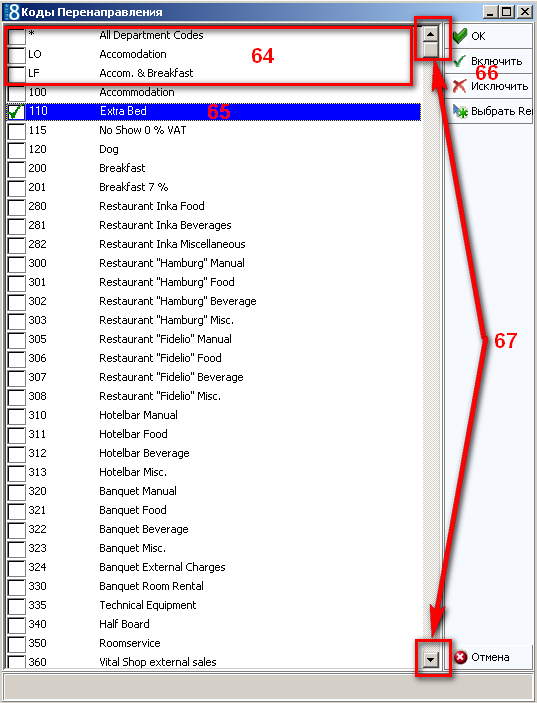 8 Коды Перенаправления
* All Department Codes
LO Accomodation
LF Accom. & Breakfast
64
100 Accommodation
110 Extra Bed
65
115 No Show 0 % VAT
120 Dog
200 Breakfast
201 Breakfast 7 %
280 Restaurant Inka Food
281 Restaurant Inka Beverages
282 Restaurant Inka Miscellaneous
300 Restaurant "Hamburg" Manual
301 Restaurant "Hamburg" Food
302 Restaurant "Hamburg" Beverage
303 Restaurant "Hamburg" Misc.
305 Restaurant "Fidelio" Manual
306 Restaurant "Fidelio" Food
307 Restaurant "Fidelio" Beverage
308 Restaurant "Fidelio" Misc.
310 Hotelbar Manual
311 Hotelbar Food
312 Hotelbar Beverage
313 Hotelbar Misc.
320 Banquet Manual
321 Banquet Food
322 Banquet Beverage
323 Banquet Misc.
324 Banquet External Charges
330 Banquet Room Rental
335 Technical Equipment
340 Half Board
350 Roomservice
360 Vital Shop external sales
OK
Включить
66
Исключить
Выбрать Re
67
Отмена